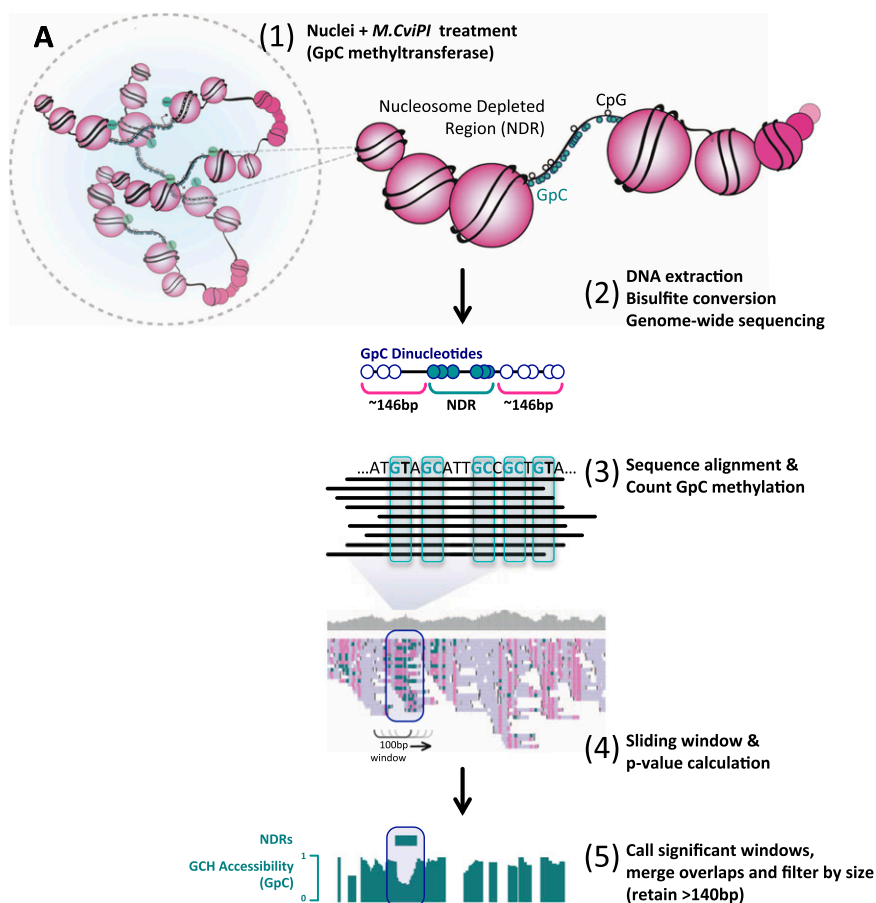 A
(1) Nuclei + M.CviPI treatment
(GpC methyltransferase)
Nucleosome Depleted
Region (NDR)
CpG
GpC
(2) DNA extraction
Bisulfite conversion
Genome-wide sequencing
GpC Dinucleotides
~146bp NDR ~146bp
...ATGTAGCATTGCCGCTGTA...
(3) Sequence alignment &
Count GpC methylation
100bp
window
(4) Sliding window &
p-value calculation
NDRs
GCH Accessibility
(GpC)
1
0
(5) Call significant windows,
merge overlaps and filter by size
(retain >140bp)